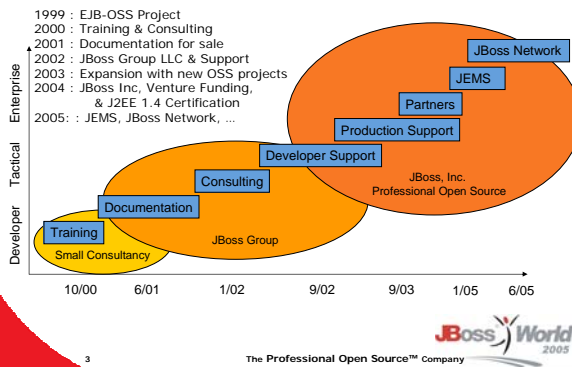 1999 : EJB-OSS Project
2000 : Training & Consulting
2001 : Documentation for sale
2002 : JBoss Group LLC & Support
2003 : Expansion with new OSS projects
2004 : JBoss Inc, Venture Funding,
& J2EE 1.4 Certification
2005: : JEMS, JBoss Network, ...
Enterprise
Tactical
Developer
JBoss Network
JEMS
Partners
Production Support
Developer Support
Consulting
Documentation
Training
JBoss, Inc.
Professional Open Source
JBoss Group
Small Consultancy
10/00
6/01
1/02
9/02
9/03
1/05
6/05
3
The Professional Open Source™ Company
JBoss World
2005